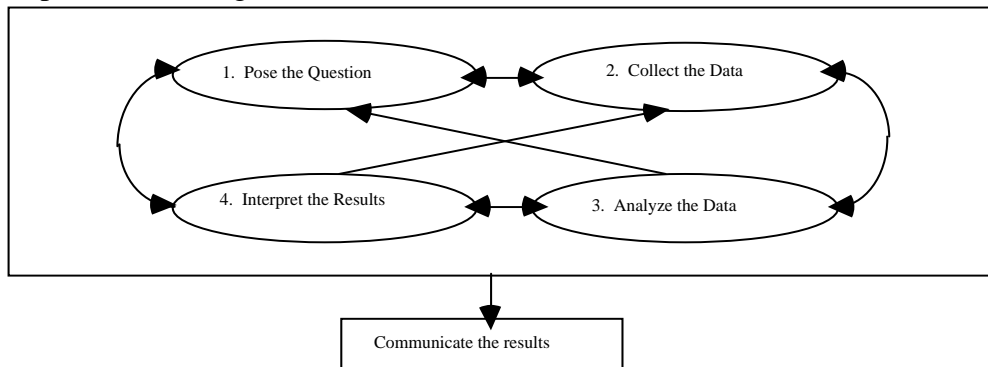 1. Pose the Question
2. Collect the Data
4. Interpret the Results
3. Analyze the Data
Communicate the results